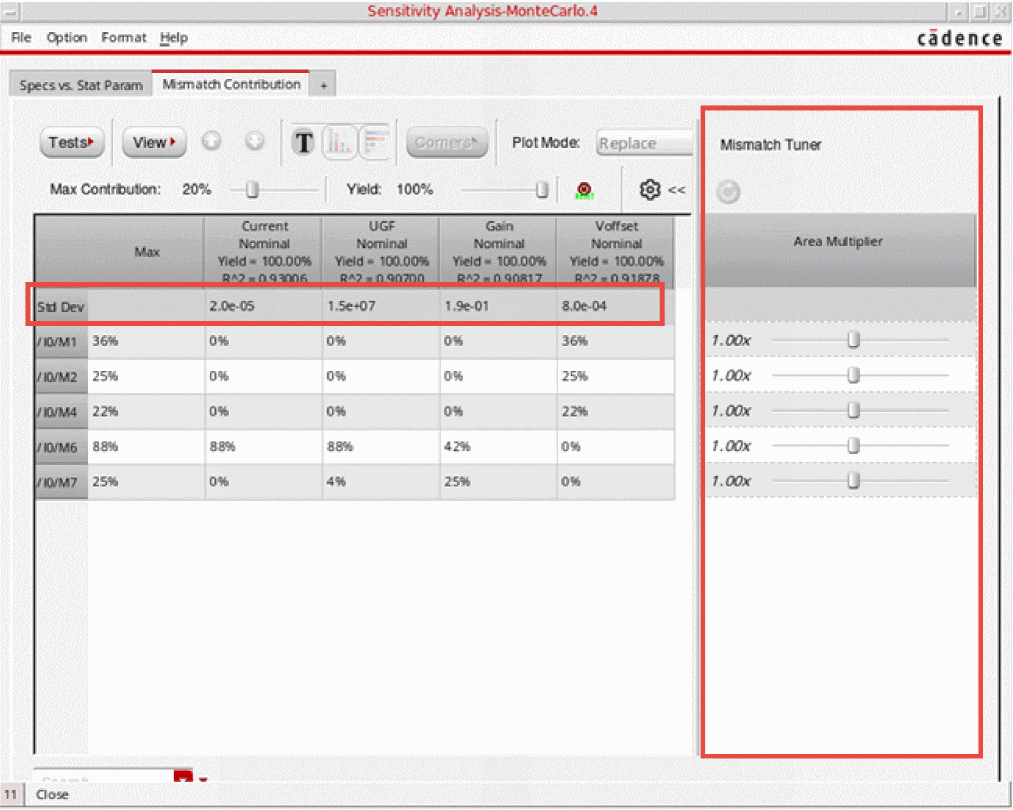 Sensitivity Analysis-MonteCarlo.4
File Option Format Help
cādence
Specs vs. Stat Param Mismatch Contribution +
Tests View T Corners Plot Mode: Replace
Mismatch Tuner
Max Contribution: 20% Yield: 100% <<
Max
Current
Nominal
Yield = 100.00%
R^2 = 0.93006
UGF
Nominal
Yield = 100.00%
R^2 = 0.90700
Gain
Nominal
Yield = 100.00%
R^2 = 0.90817
Voffset
Nominal
Yield = 100.00%
R^2 = 0.91878
Area Multiplier
Std Dev 2.0e-05 1.5e+07 1.9e-01 8.0e-04
/I0/M1 36% 0% 0% 0% 36% 1.00x
/I0/M2 25% 0% 0% 0% 25% 1.00x
/I0/M4 22% 0% 0% 0% 22% 1.00x
/I0/M6 88% 88% 88% 42% 0% 1.00x
/I0/M7 25% 0% 4% 25% 0% 1.00x
11 Close